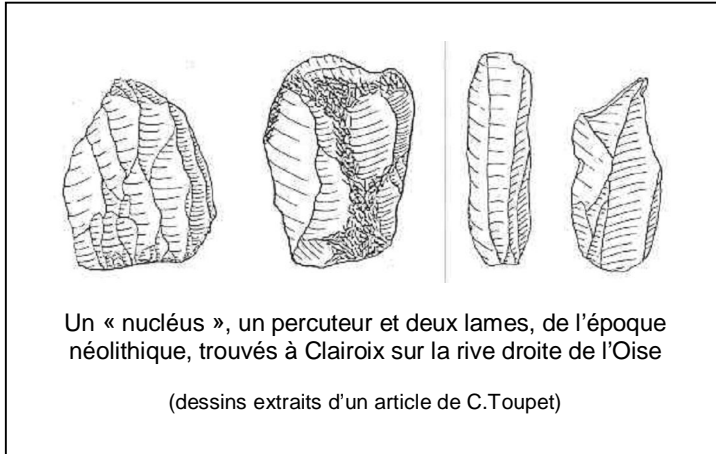 Un « nucléus », un percuteur et deux lames, de l’époque
néolithique, trouvés à Clairoix sur la rive droite de l’Oise
(dessins extraits d’un article de C.Toupet)